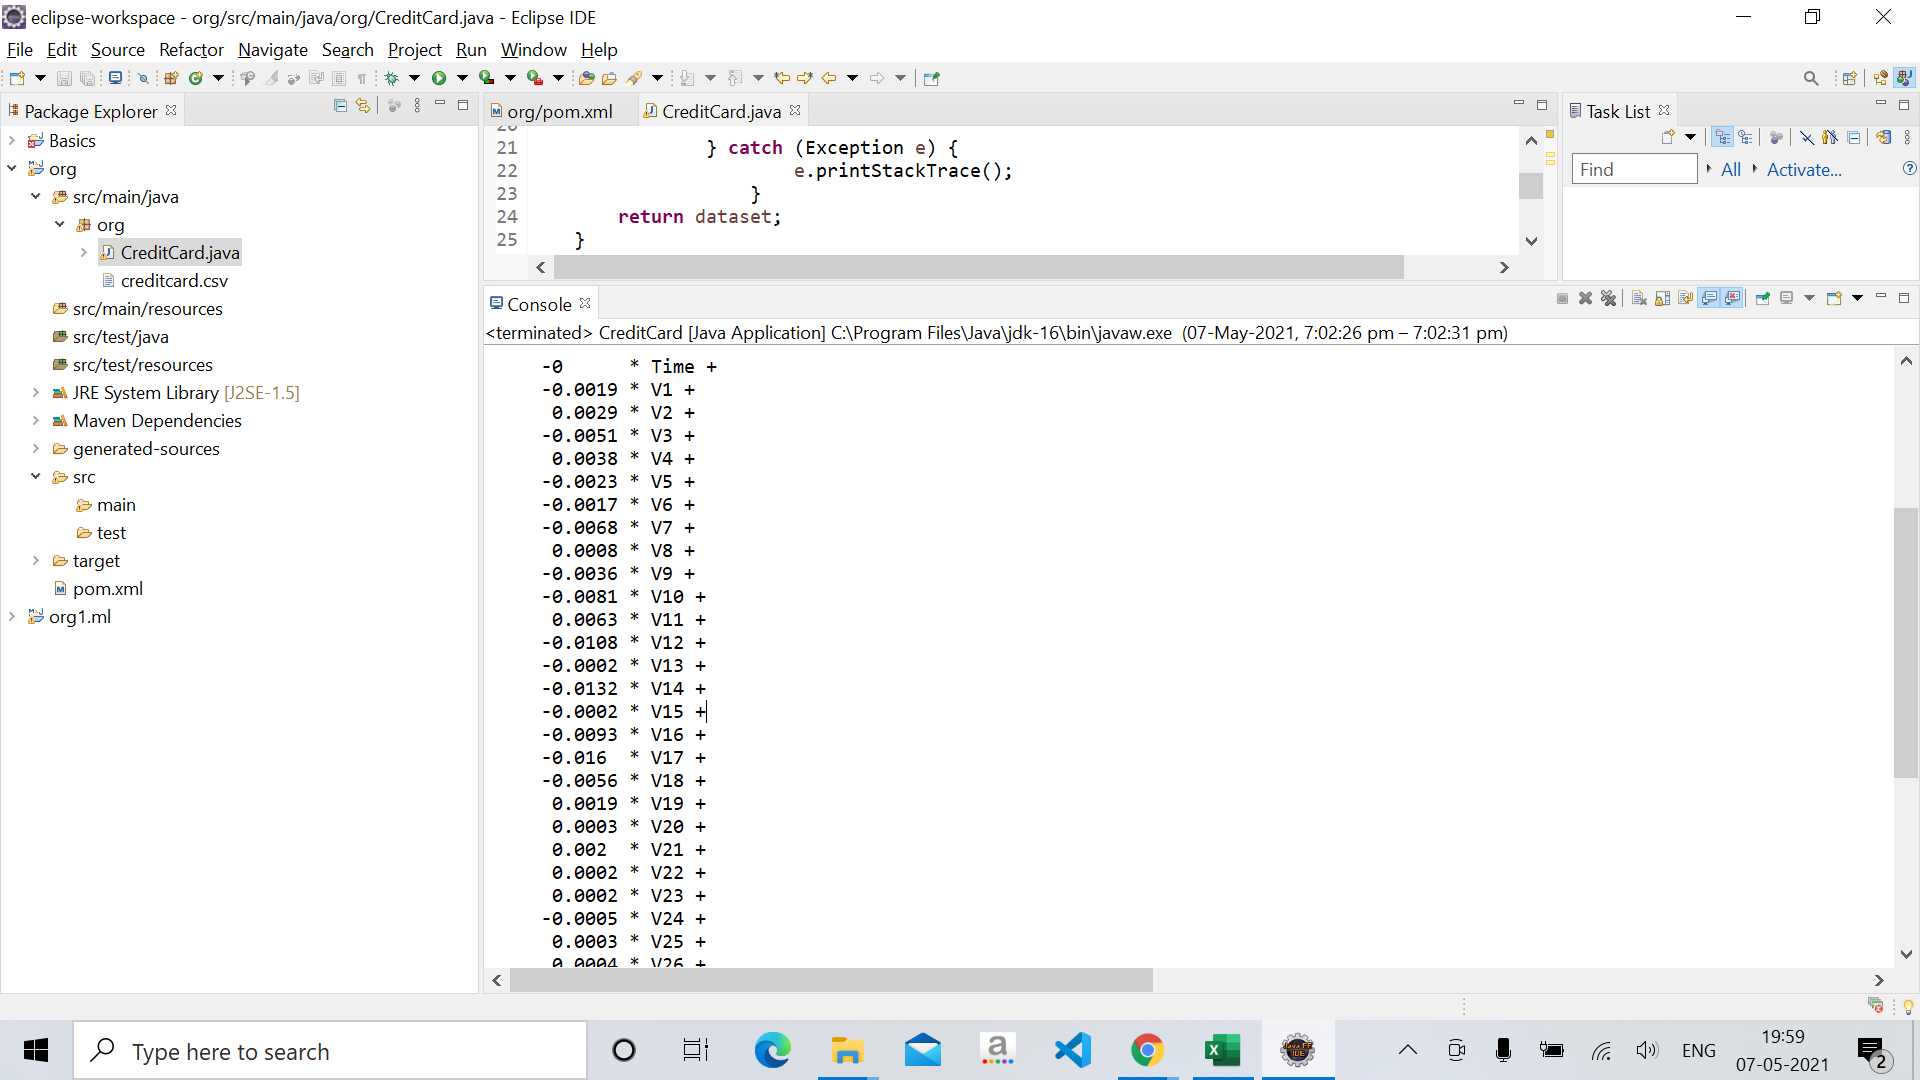 eclipse-workspace - org/src/main/java/org/CreditCard.java - Eclipse IDE
File Edit Source Refactor Navigate Search Project Run Window Help
Package Explorer
Basics
org
src/main/java
org
CreditCard.java
creditcard.csv
src/main/resources
src/test/java
src/test/resources
JRE System Library [J2SE-1.5]
Maven Dependencies
generated-sources
src
main
test
target
pom.xml
org1.ml
org/pom.xml CreditCard.java
20
21 } catch (Exception e) {
22 e.printStackTrace();
23 }
24 return dataset;
25 }
Task List
Find All Activate...
Console
<terminated> CreditCard [Java Application] C:\Program Files\Java\jdk-16\bin\javaw.exe (07-May-2021, 7:02:26 pm – 7:02:31 pm)
-0 * Time +
-0.0019 * V1 +
0.0029 * V2 +
-0.0051 * V3 +
0.0038 * V4 +
-0.0023 * V5 +
-0.0017 * V6 +
-0.0068 * V7 +
0.0008 * V8 +
-0.0036 * V9 +
-0.0081 * V10 +
0.0063 * V11 +
-0.0108 * V12 +
-0.0002 * V13 +
-0.0132 * V14 +
-0.0002 * V15 +
-0.0093 * V16 +
-0.016 * V17 +
-0.0056 * V18 +
0.0019 * V19 +
0.0003 * V20 +
0.002 * V21 +
0.0002 * V22 +
0.0002 * V23 +
-0.0005 * V24 +
0.0003 * V25 +
0.0004 * V26 +
Type here to search
a
Java EE
IDE
ENG
19:59
07-05-2021
2